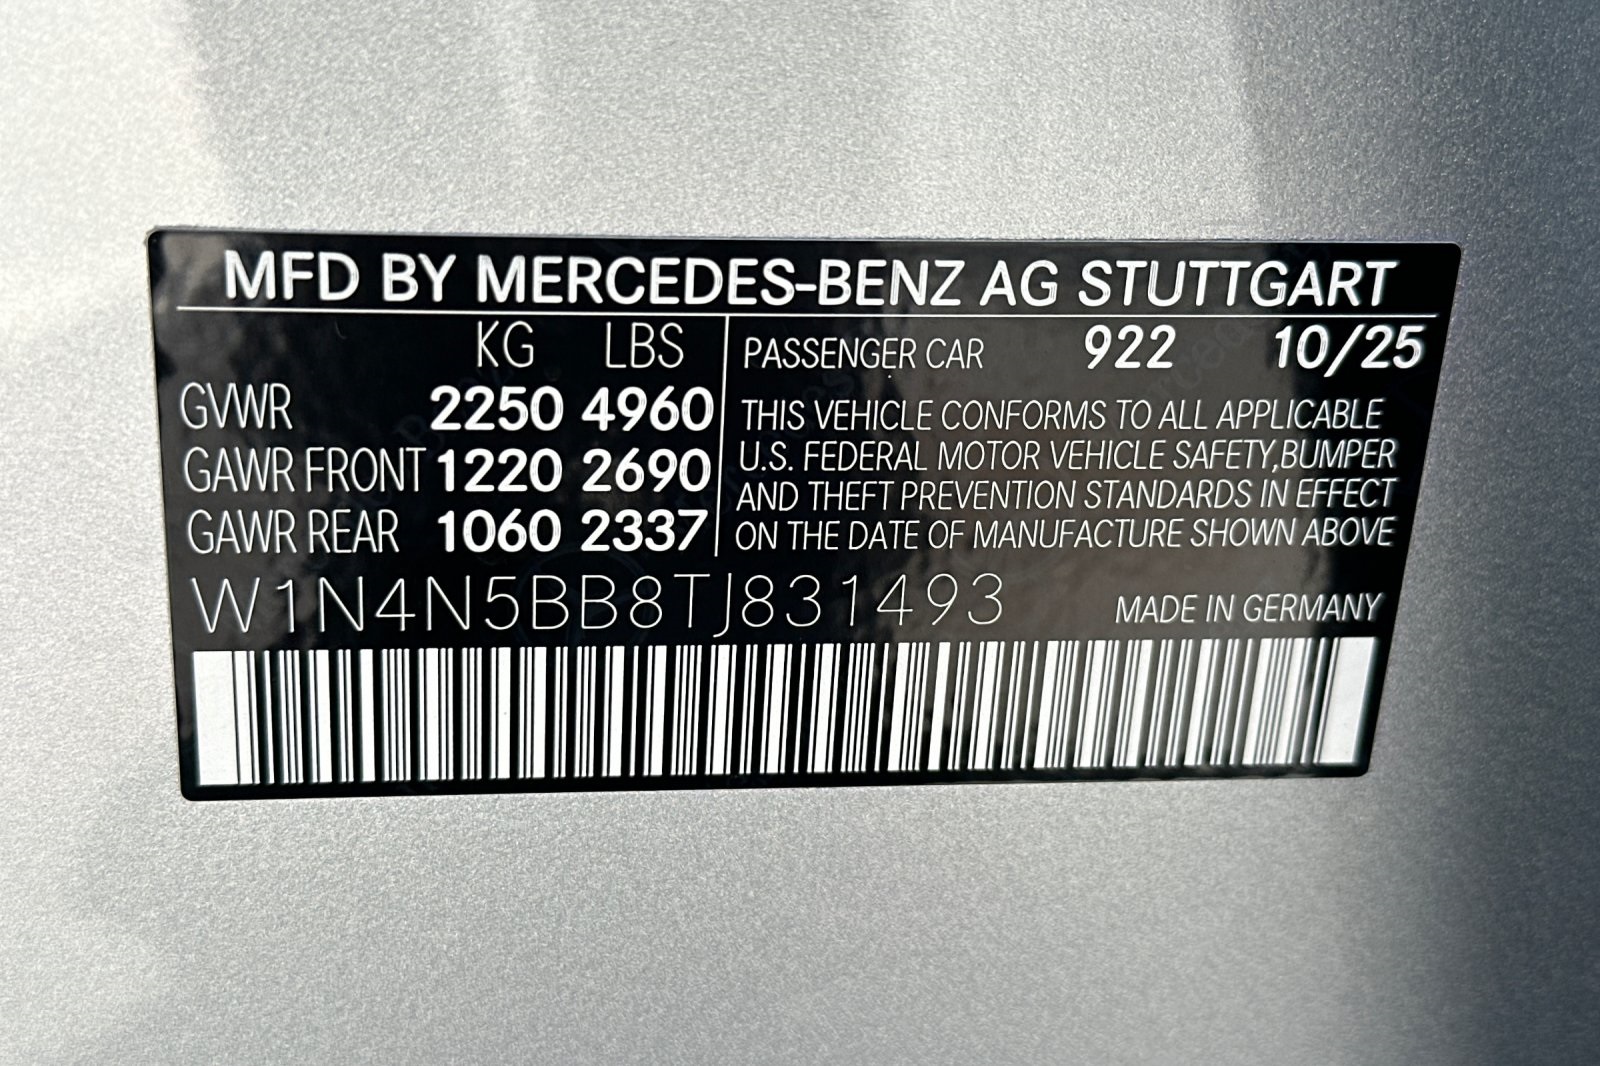 MFD BY MERCEDES-BENZ AG STUTTGART
KG LBS
GVWR 2250 4960
GAWR FRONT 1220 2690
GAWR REAR 1060 2337
PASSENGER CAR 922 10/25
THIS VEHICLE CONFORMS TO ALL APPLICABLE
U.S. FEDERAL MOTOR VEHICLE SAFETY,BUMPER
AND THEFT PREVENTION STANDARDS IN EFFECT
ON THE DATE OF MANUFACTURE SHOWN ABOVE
W1N4N5BB8TJ831493
MADE IN GERMANY